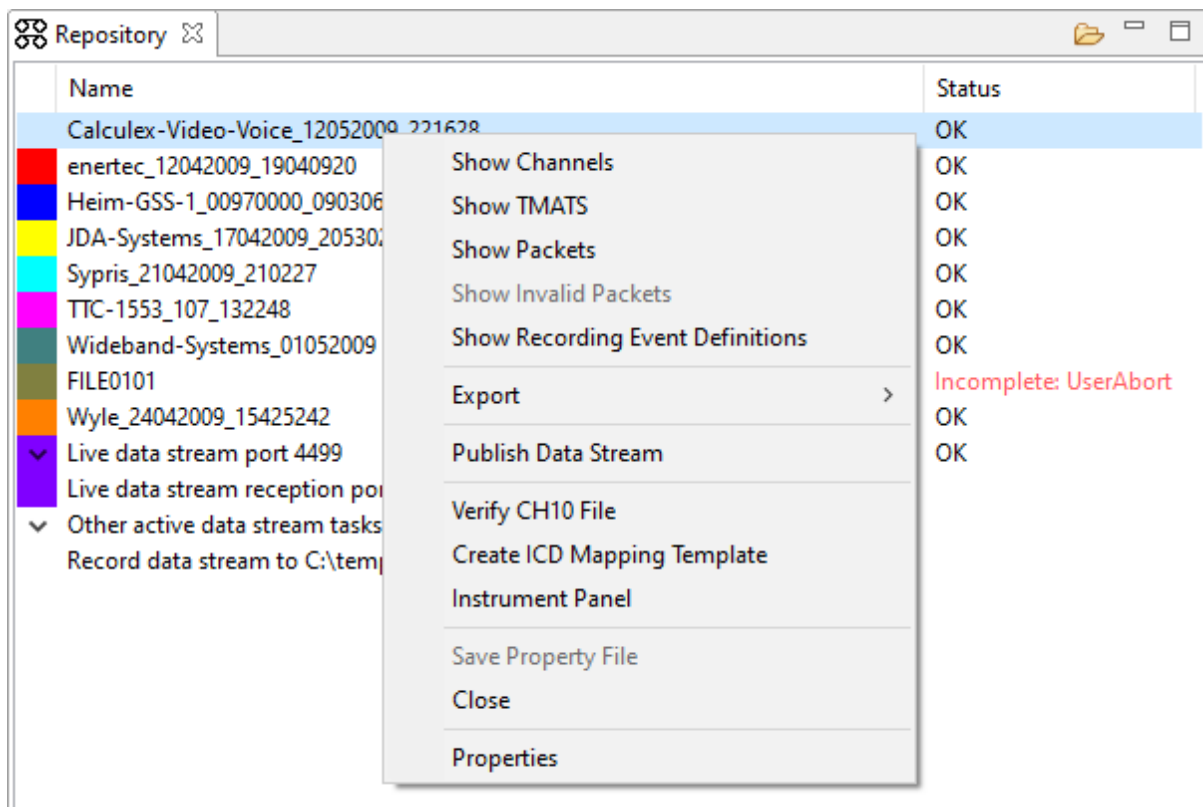 Repository
Name Status
Calculex-Video-Voice_12052009_221628 OK
enertec_12042009_19040920 OK
Heim-GSS-1_00970000_090306 OK
JDA-Systems_17042009_205302 OK
Sypris_21042009_210227 OK
TTC-1553_107_132248 OK
Wideband-Systems_01052009 OK
FILE0101 Incomplete: UserAbort
Wyle_24042009_15425242 OK
Live data stream port 4499 OK
Live data stream reception
Other active data stream tasks
Record data stream to
Show Channels
Show TMATS
Show Packets
Show Invalid Packets
Show Recording Event Definitions
Export
Publish Data Stream
Verify CH10 File
Create ICD Mapping Template
Instrument Panel
Save Property File
Close
Properties